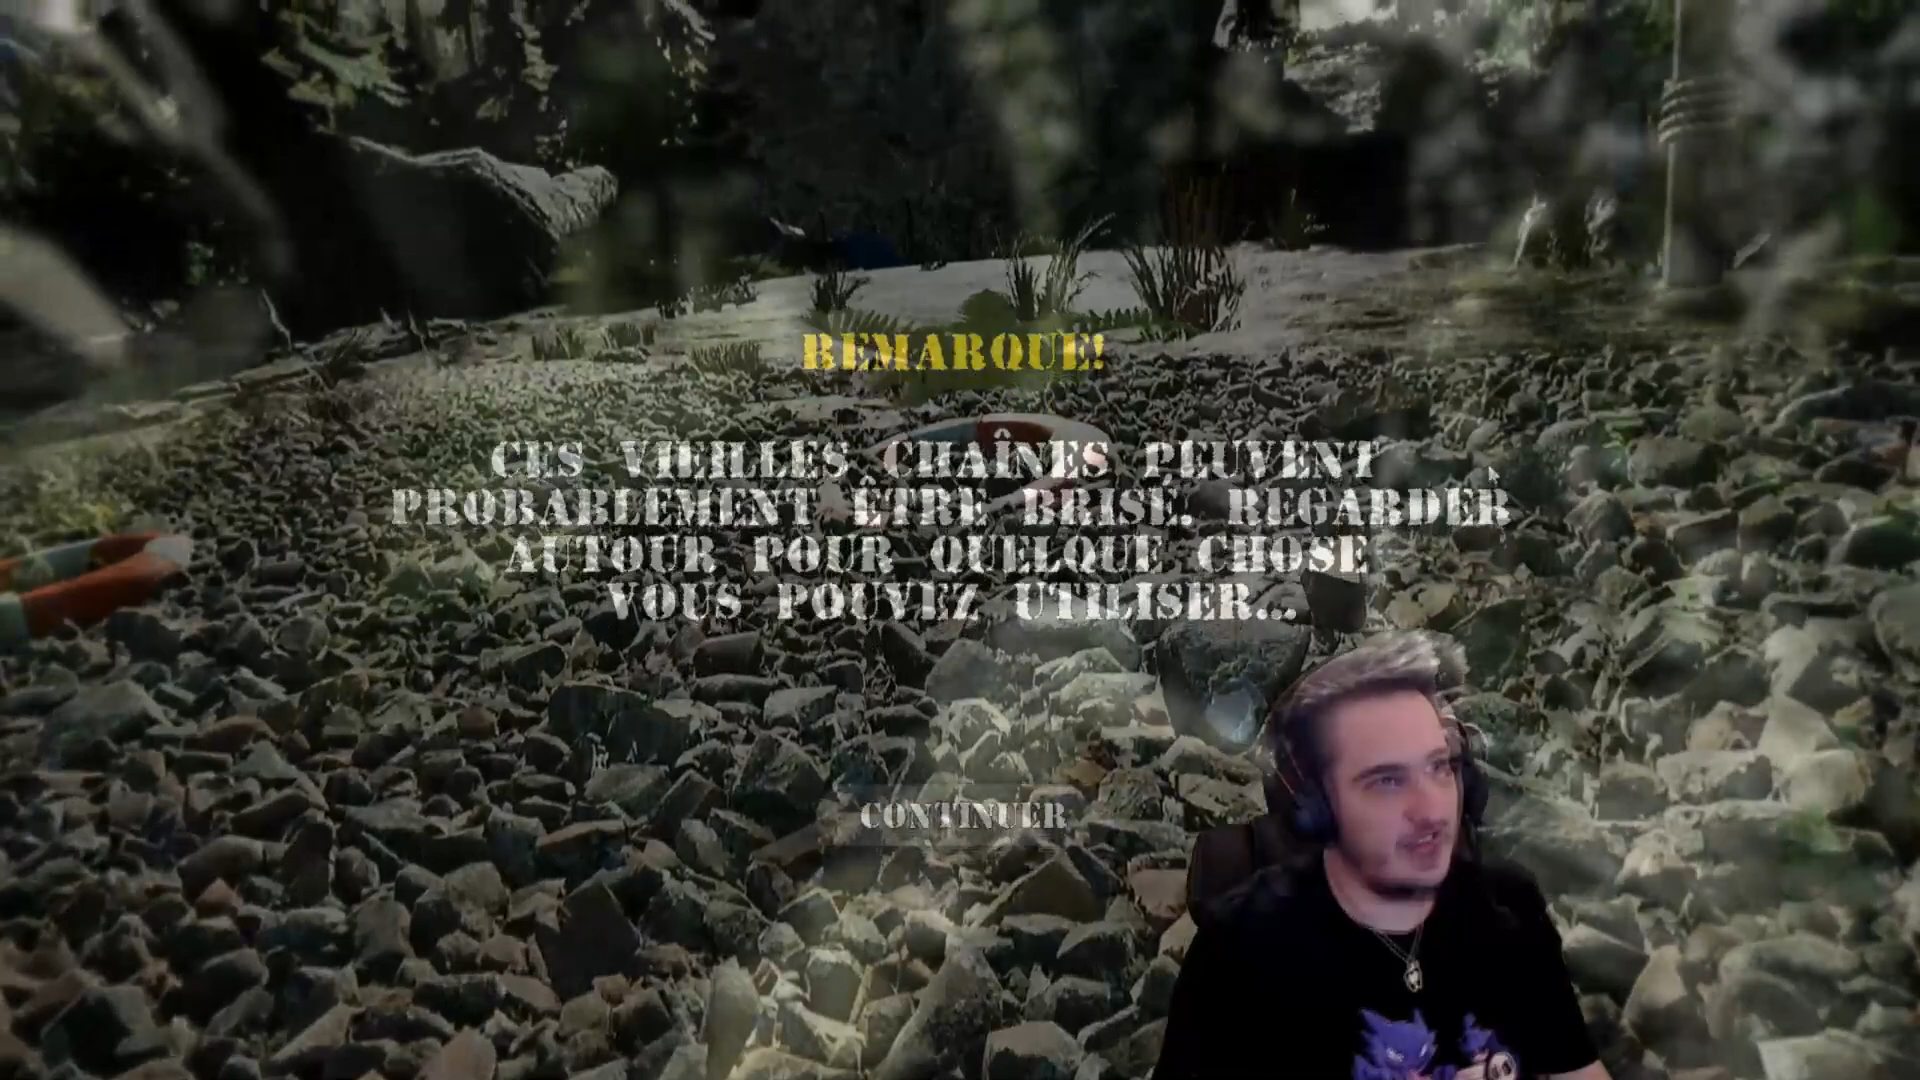 REMARQUE!
CES VIEILLES CHAÎNES PEUVENT
PROBABLEMENT ÊTRE BRISÉ. REGARDER
AUTOUR POUR QUELQUE CHOSE
VOUS POUVEZ UTILISER...
CONTINUER